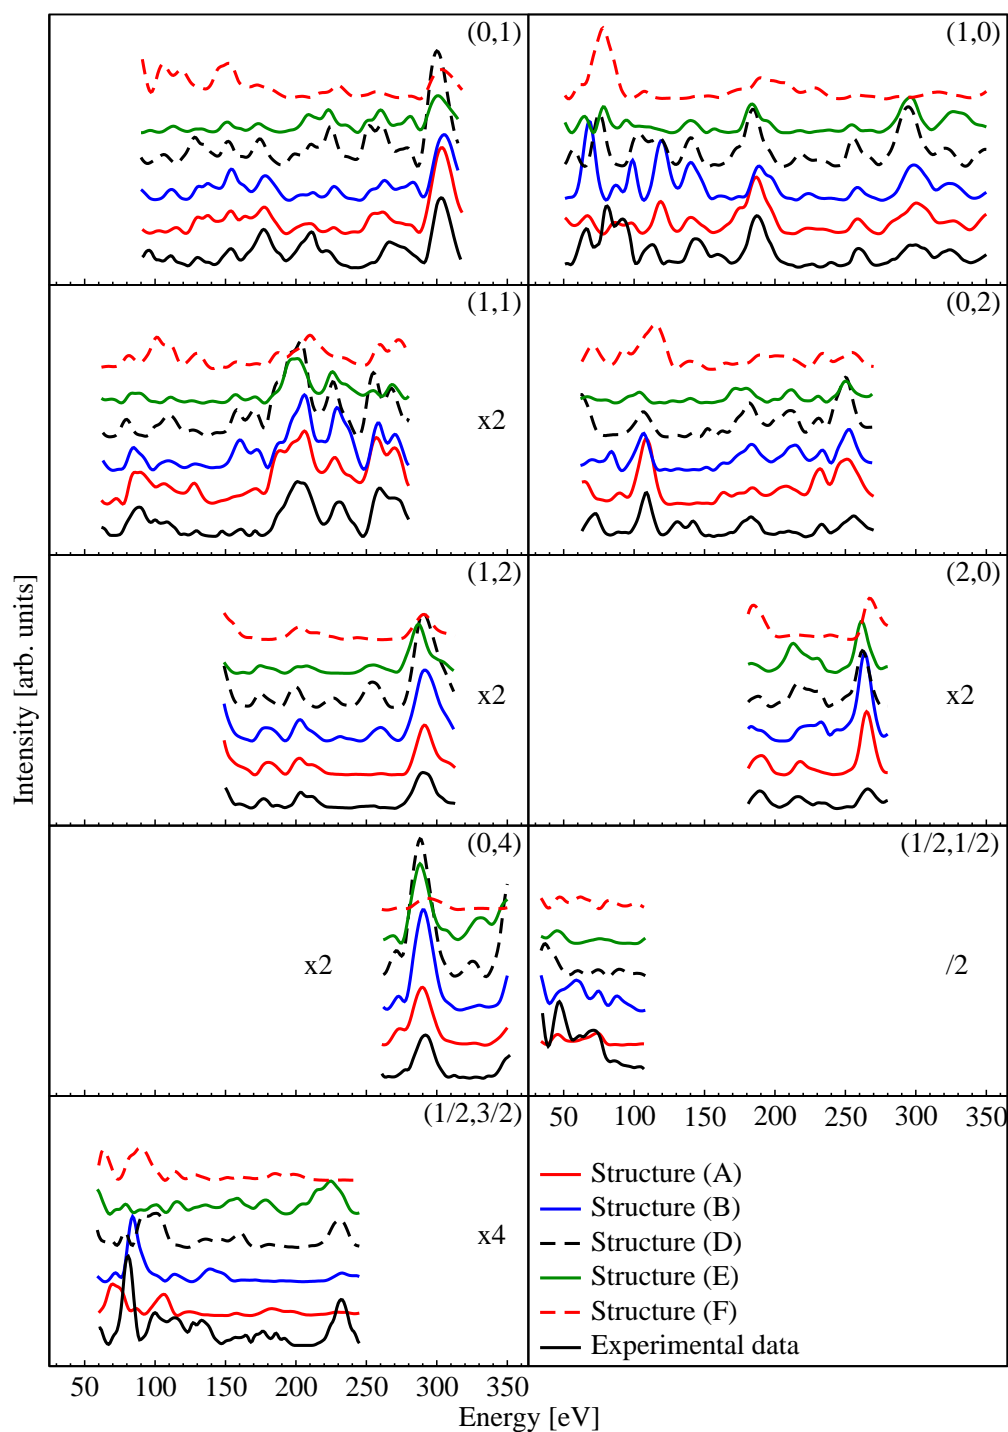 (0,1)
(1,0)
(1,1)
x2
(0,2)
(1,2)
x2
(2,0)
x2
(0,4)
x2
(1/2,1/2)
/2
(1/2,3/2)
x4
50 100 150 200 250 300 350
Structure (A)
Structure (B)
Structure (D)
Structure (E)
Structure (F)
Experimental data
50 100 150 200 250 300 350
Energy [eV]
Intensity [arb. units]